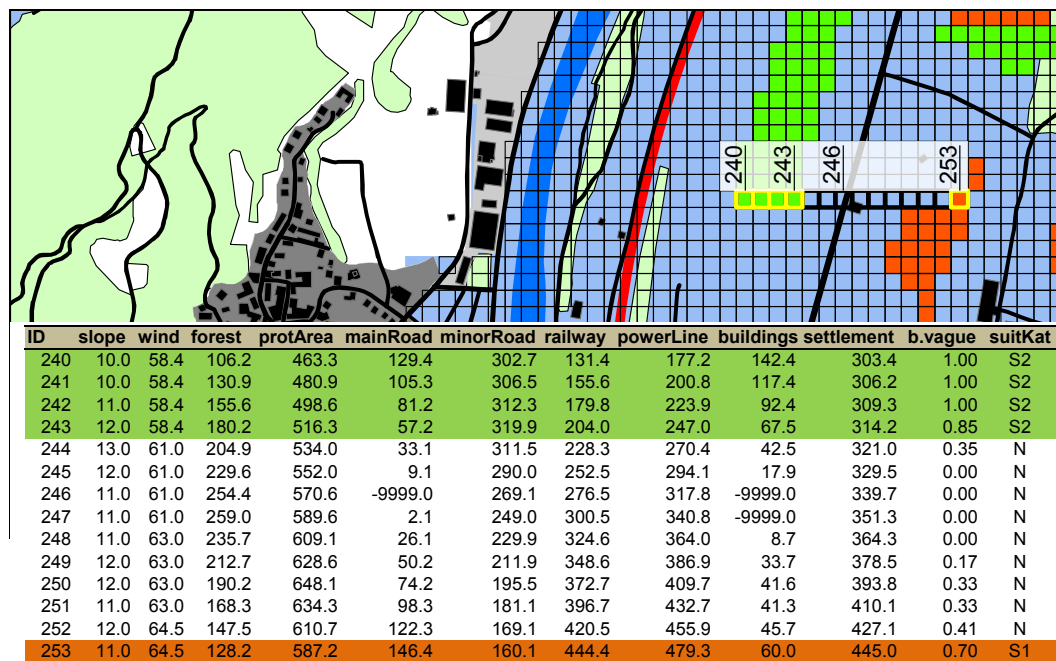 240 243 246 253
ID slope wind forest protArea mainRoad minorRoad railway powerLine buildings settlement b.vague suitKat
240 10.0 58.4 106.2 463.3 129.4 302.7 131.4 177.2 142.4 303.4 1.00 S2
241 10.0 58.4 130.9 480.9 105.3 306.5 155.6 200.8 117.4 306.2 1.00 S2
242 11.0 58.4 155.6 498.6 81.2 312.3 179.8 223.9 92.4 309.3 1.00 S2
243 12.0 58.4 180.2 516.3 57.2 319.9 204.0 247.0 67.5 314.2 0.85 S2
244 13.0 61.0 204.9 534.0 33.1 311.5 228.3 270.4 42.5 321.0 0.35 N
245 12.0 61.0 229.6 552.0 9.1 290.0 252.5 294.1 17.9 329.5 0.00 N
246 11.0 61.0 254.4 570.6 -9999.0 269.1 276.5 317.8 -9999.0 339.7 0.00 N
247 11.0 61.0 259.0 589.6 2.1 249.0 300.5 340.8 -9999.0 351.3 0.00 N
248 11.0 63.0 235.7 609.1 26.1 229.9 324.6 364.0 8.7 364.3 0.00 N
249 12.0 63.0 212.7 628.6 50.2 211.9 348.6 386.9 33.7 378.5 0.17 N
250 12.0 63.0 190.2 648.1 74.2 195.5 372.7 409.7 41.6 393.8 0.33 N
251 11.0 63.0 168.3 634.3 98.3 181.1 396.7 432.7 41.3 410.1 0.33 N
252 12.0 64.5 147.5 610.7 122.3 169.1 420.5 455.9 45.7 427.1 0.41 N
253 11.0 64.5 128.2 587.2 146.4 160.1 444.4 479.3 60.0 445.0 0.70 S1